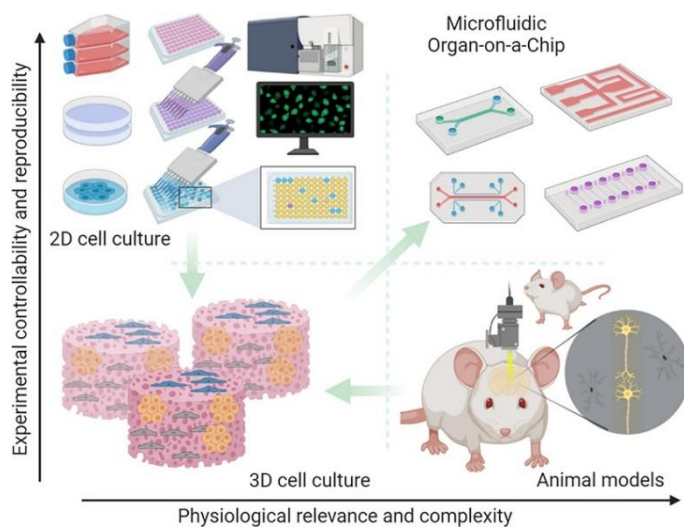 Experimental controllability and reproducibility
Microfluidic
Organ-on-a-Chip
2D cell culture
3D cell culture
Animal models
Physiological relevance and complexity